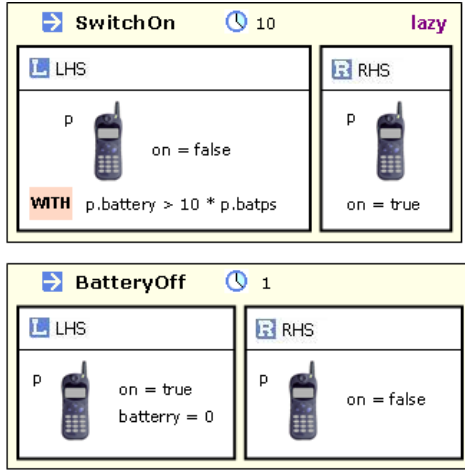 SwitchOn 10 lazy
L LHS
R RHS
p
on = false
WITH p.battery > 10 * p.batps
p
on = true
BatteryOff 1
L LHS
R RHS
p
on = true
batterry = 0
p
on = false